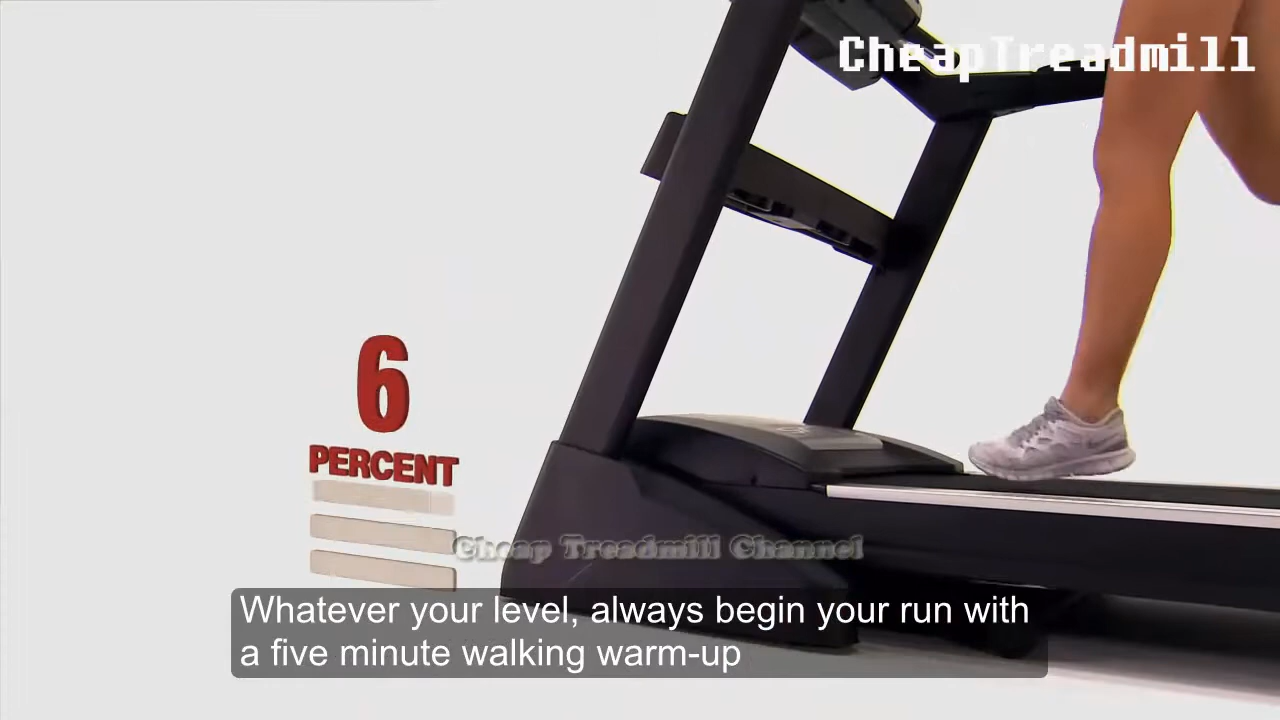 CheapTreadmill
6
PERCENT
Cheap Treadmill Channel
Whatever your level, always begin your run with
a five minute walking warm-up